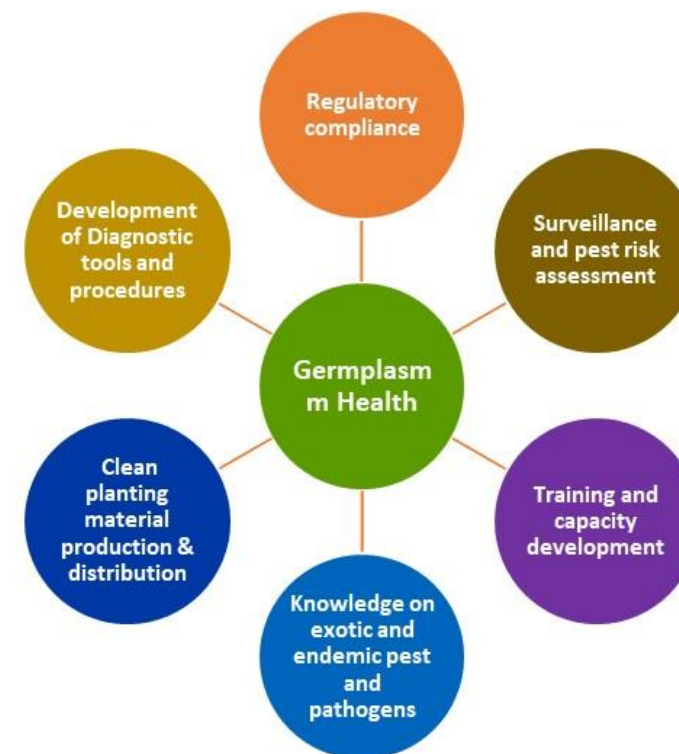 Regulatory
compliance
Development
of Diagnostic
tools and
procedures
Surveillance
and pest risk
assessment
Germplasm
m Health
Clean
planting
material
production &
distribution
Training and
capacity
development
Knowledge on
exotic and
endemic pest
and
pathogens